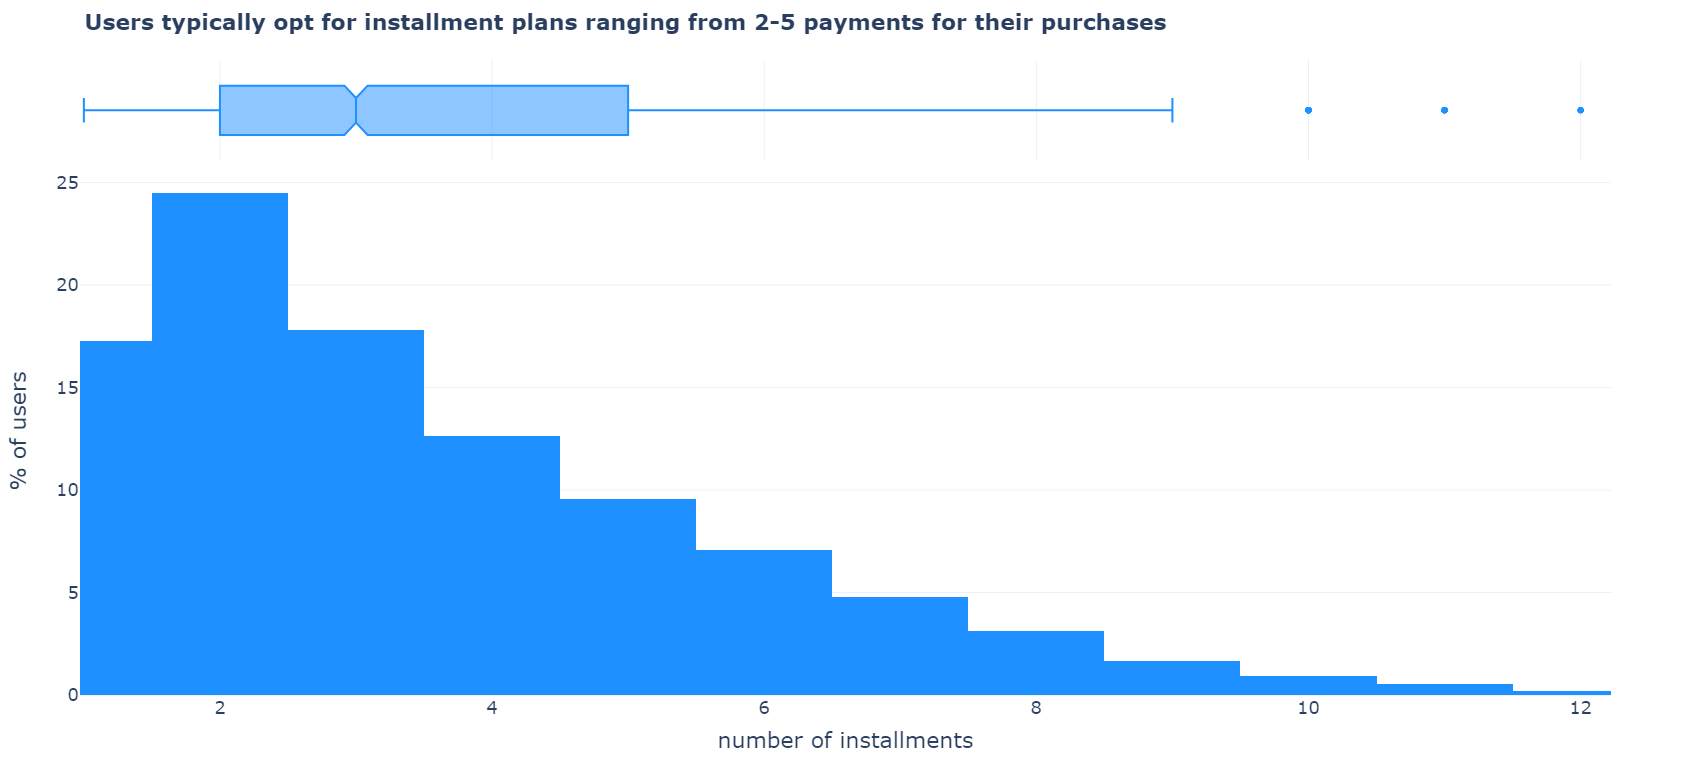 Users typically opt for installment plans ranging from 2-5 payments for their purchases
25
20
15
10
5
0
% of users
2 4 6 8 10 12
number of installments